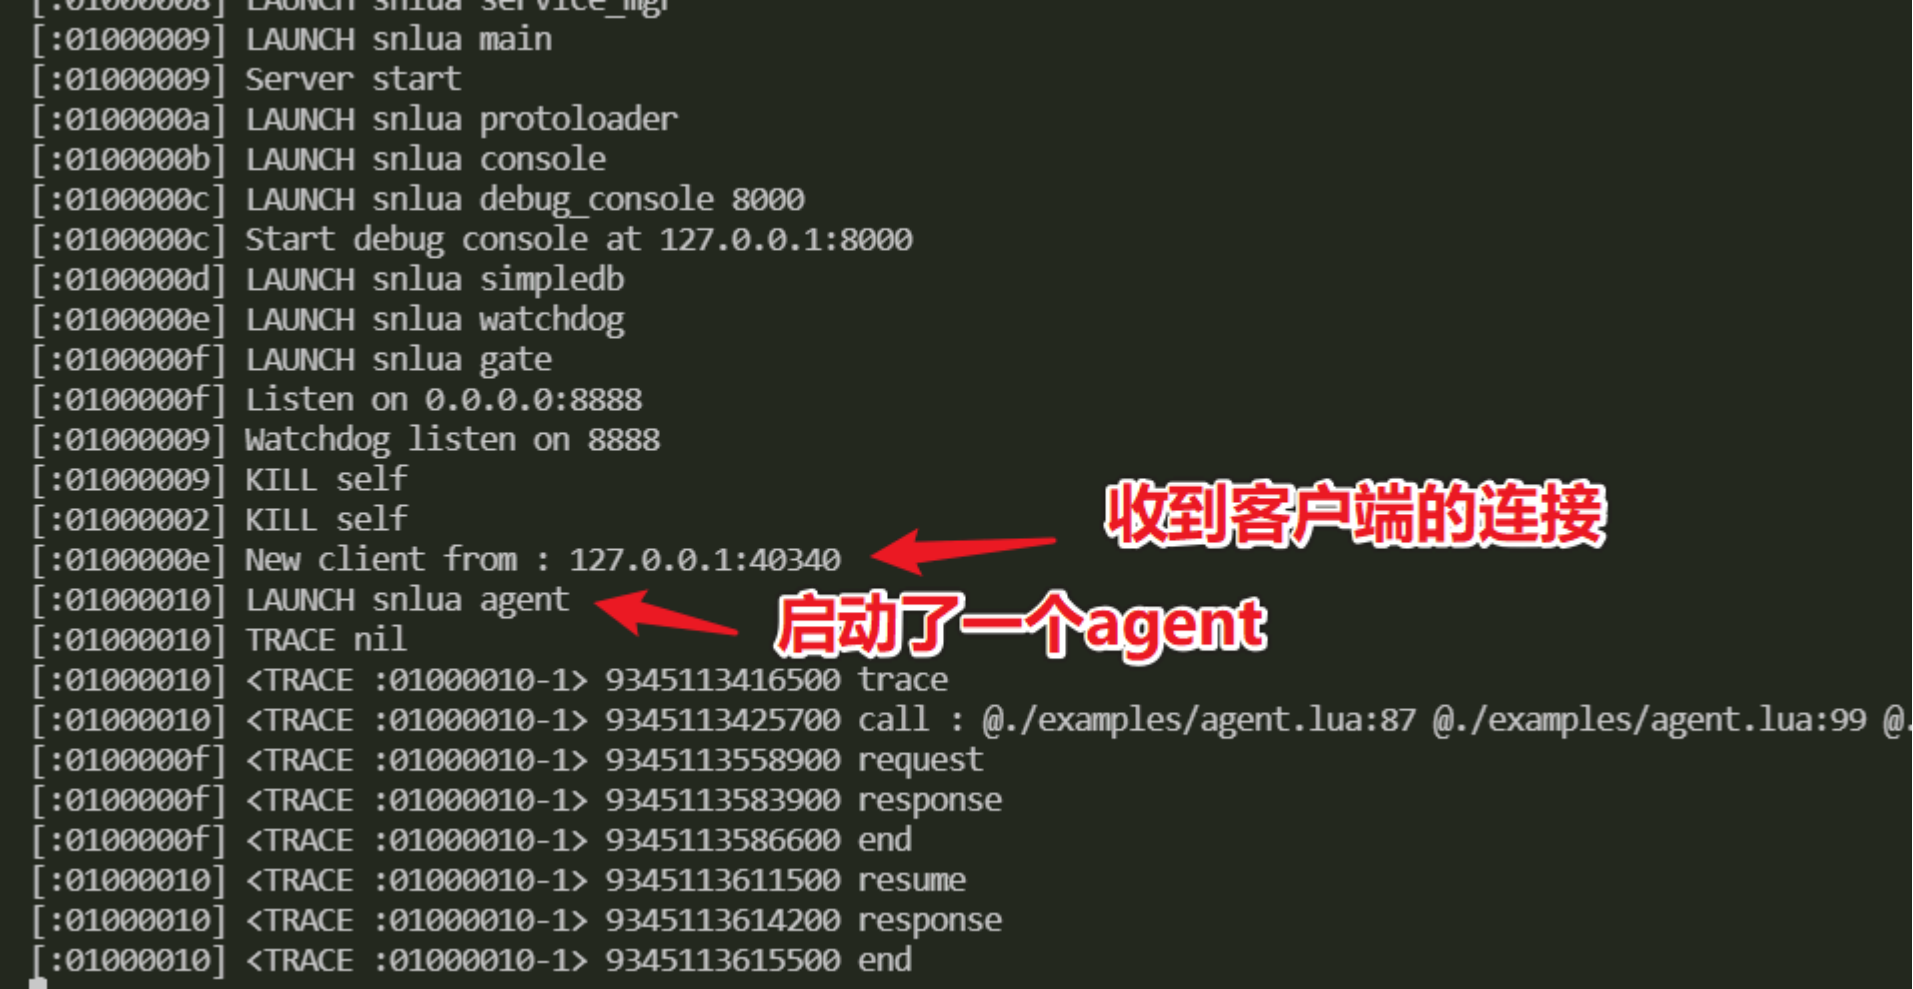 [:01000008] LAUNCH snlua service_mgr
[:01000009] LAUNCH snlua main
[:01000009] Server start
[:0100000a] LAUNCH snlua protoloader
[:0100000b] LAUNCH snlua console
[:0100000c] LAUNCH snlua debug_console 8000
[:0100000c] Start debug console at 127.0.0.1:8000
[:0100000d] LAUNCH snlua simpledb
[:0100000e] LAUNCH snlua watchdog
[:0100000f] LAUNCH snlua gate
[:0100000f] Listen on 0.0.0.0:8888
[:01000009] Watchdog listen on 8888
[:01000009] KILL self
收到客户端的连接
[:01000002] KILL self
[:0100000e] New client from : 127.0.0.1:40340
[:01000010] LAUNCH snlua agent
启动了一个agent
[:01000010] TRACE nil
[:01000010] <TRACE :01000010-1> 9345113416500 trace
[:01000010] <TRACE :01000010-1> 9345113425700 call : @./examples/agent.lua:87 @./examples/agent.lua:99 @.
[:0100000f] <TRACE :01000010-1> 9345113558900 request
[:0100000f] <TRACE :01000010-1> 9345113583900 response
[:0100000f] <TRACE :01000010-1> 9345113586600 end
[:01000010] <TRACE :01000010-1> 9345113611500 resume
[:01000010] <TRACE :01000010-1> 9345113614200 response
[:01000010] <TRACE :01000010-1> 9345113615500 end